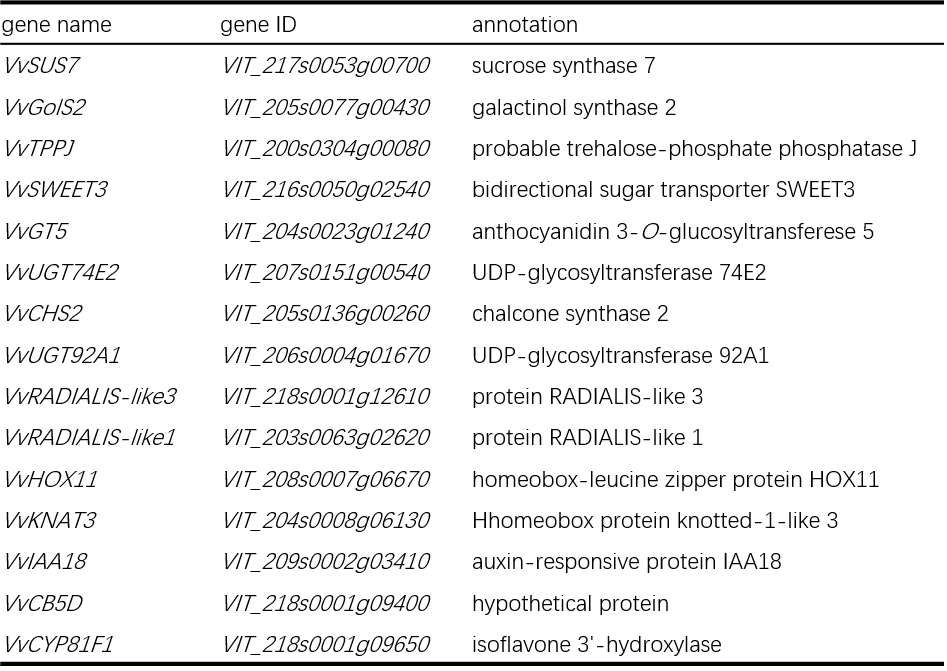 gene name gene ID annotation
VvSUS7 VIT_217s0053g00700 sucrose synthase 7
VvGolS2 VIT_205s0077g00430 galactinol synthase 2
VvTPPJ VIT_200s0304g00080 probable trehalose-phosphate phosphatase J
VvSWEET3 VIT_216s0050g02540 bidirectional sugar transporter SWEET3
VvGT5 VIT_204s0023g01240 anthocyanidin 3-O-glucosyltransferese 5
VvUGT74E2 VIT_207s0151g00540 UDP-glycosyltransferase 74E2
VvCHS2 VIT_205s0136g00260 chalcone synthase 2
VvUGT92A1 VIT_206s0004g01670 UDP-glycosyltransferase 92A1
VvRADIALIS-like3 VIT_218s0001g12610 protein RADIALIS-like 3
VvRADIALIS-like1 VIT_203s0063g02620 protein RADIALIS-like 1
VvHOX11 VIT_208s0007g06670 homeobox-leucine zipper protein HOX11
VvKNAT3 VIT_204s0008g06130 Hhomeobox protein knotted-1-like 3
VvIAA18 VIT_209s0002g03410 auxin-responsive protein IAA18
VvCB5D VIT_218s0001g09400 hypothetical protein
VvCYP81F1 VIT_218s0001g09650 isoflavone 3'-hydroxylase